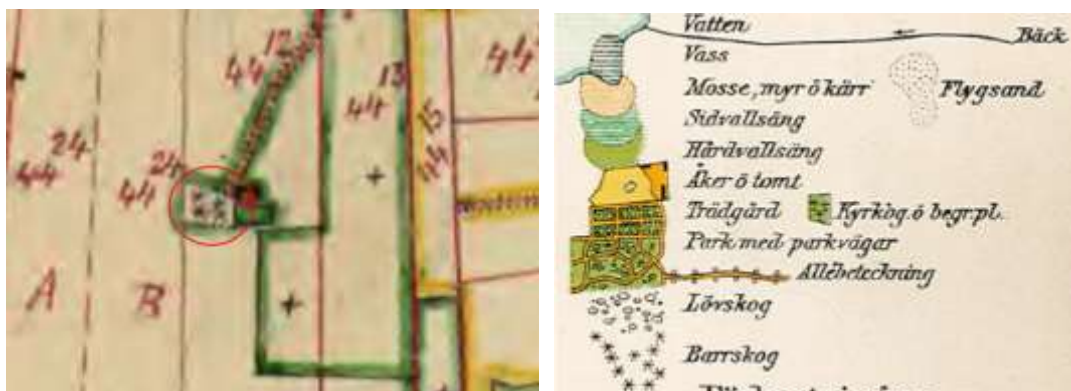 44 12
13
44
44 15
44
24
44
24
44
A
B
Vatten
Bäck
Vass
Mosse, myr ö kärr
Flygsand
Sidvallsäng
Hårdvallsäng
Åker ö tomt
Trädgård
Kyrkog. ö begr. pl.
Park med parkvägar
Allébeteckning
Lövskog
Barrskog